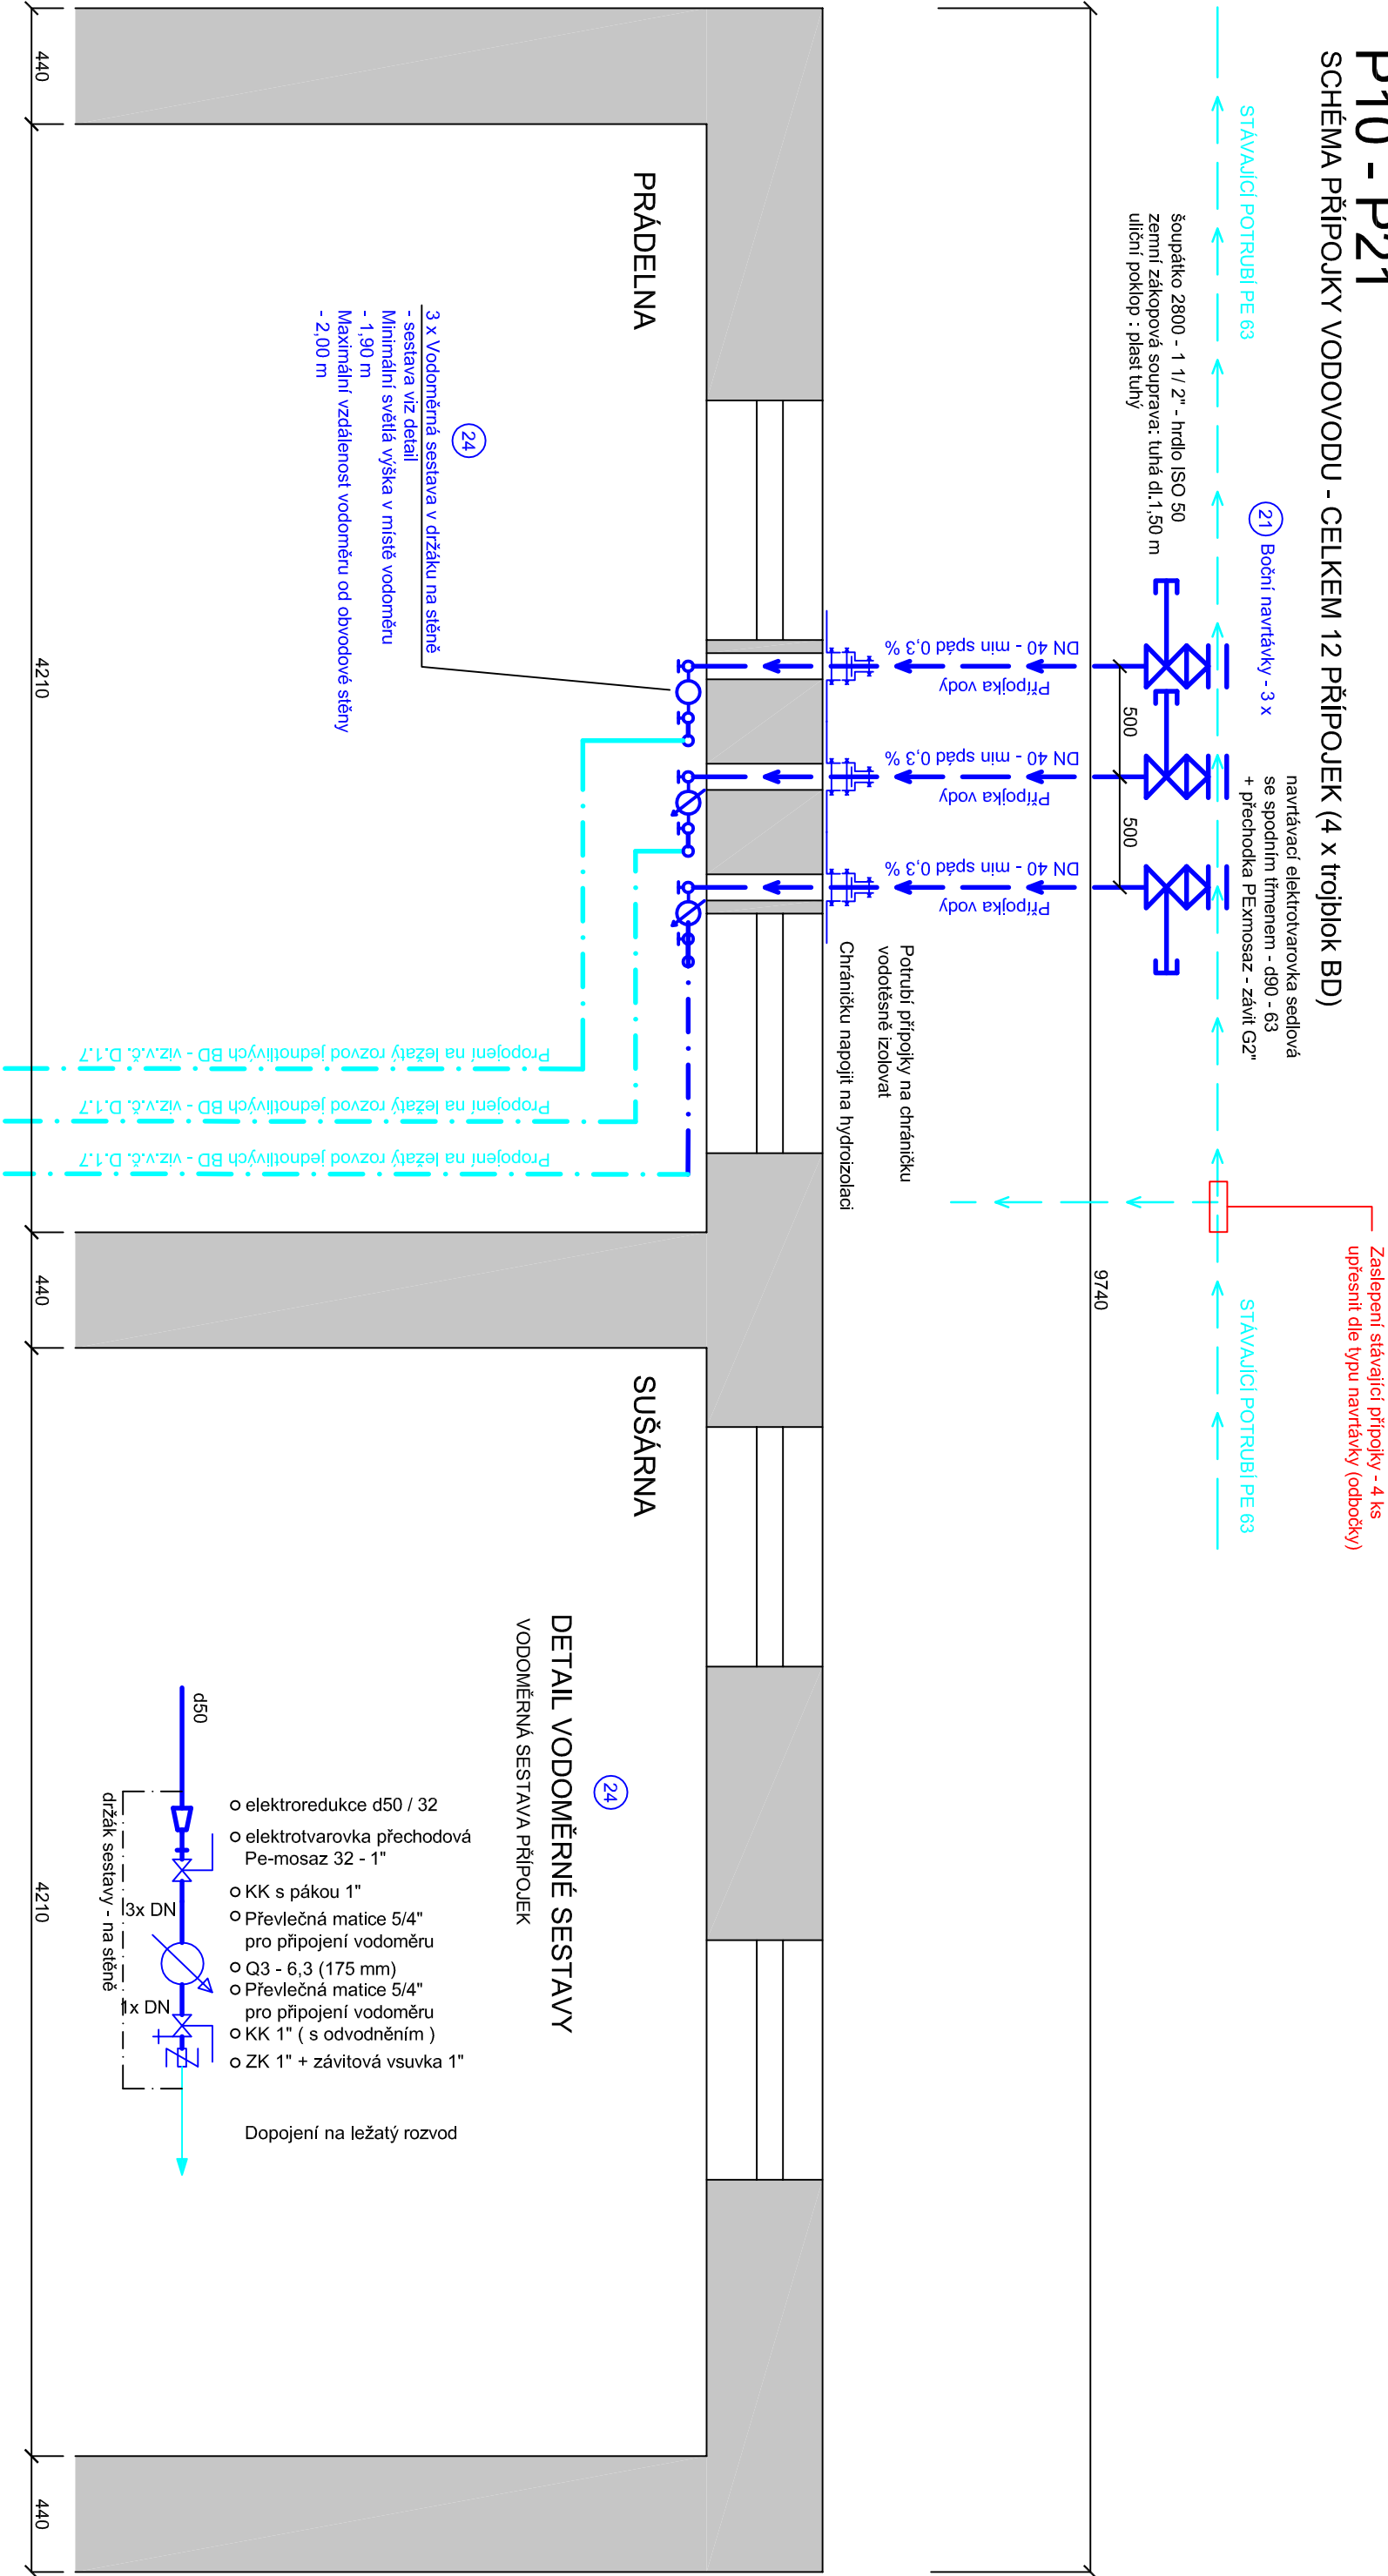 P10 - P21
SCHÉMA PŘÍPOJKY VODOVODU - CELKEM 12 PŘÍPOJEK (4 x trojblok BD)
Zaslepení stávající přípojky - 4 ks
upřesnit dle typu navrtávky (odbočky)
STÁVAJÍCÍ POTRUBÍ PE 63
STÁVAJÍCÍ POTRUBÍ PE 63
21
Boční navrtávky - 3 x
navrtávací elektrotvarovka sedlová
se spodním třmenem - d90 - 63
+ přechodka PExmosaz - závit G2"
šoupátko 2800 - 1 1/ 2" - hrdlo ISO 50
zemní zákopová souprava: tuhá dl.1,50 m
uliční poklop : plast tuhý
500
500
9740
DN 40 - min spád 0,3 %
Přípojka vody
DN 40 - min spád 0,3 %
Přípojka vody
DN 40 - min spád 0,3 %
Přípojka vody
Potrubí přípojky na chráničku
vodotěsně izolovat
Chráničku napojit na hydroizolaci
PRÁDELNA
SUŠÁRNA
24
3 x Vodoměrná sestava v držáku na stěně
- sestava viz detail
Minimální světlá výška v místě vodoměru
- 1,90 m
Maximální vzdálenost vodoměru od obvodové stěny
- 2,00 m
Propojení na ležatý rozvod jednotlivých BD - viz.v.č. D.1.7
Propojení na ležatý rozvod jednotlivých BD - viz.v.č. D.1.7
Propojení na ležatý rozvod jednotlivých BD - viz.v.č. D.1.7
24
DETAIL VODOMĚRNÉ SESTAVY
VODOMĚRNÁ SESTAVA PŘÍPOJEK
d50
elektroredukce d50 / 32
elektrotvarovka přechodová
Pe-mosaz 32 - 1"
KK s pákou 1"
3x DN
Převlečná matice 5/4"
pro připojení vodoměru
Q3 - 6,3 (175 mm)
Převlečná matice 5/4"
1x DN
pro připojení vodoměru
KK 1" ( s odvodněním )
ZK 1" + závitová vsuvka 1"
Dopojení na ležatý rozvod
držák sestavy - na stěně
440
4210
440
4210
440